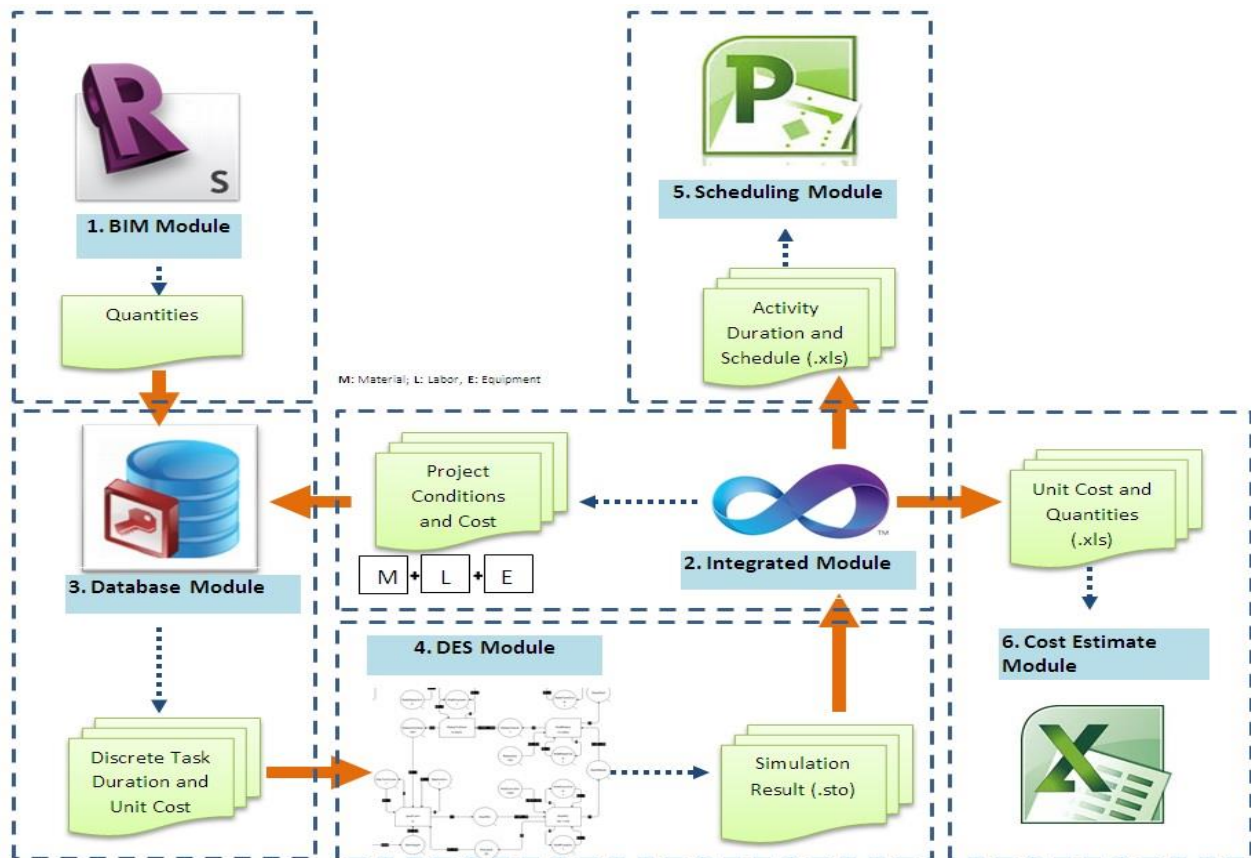 R
S
1. BIM Module
Quantities
P
5. Scheduling Module
Activity
Duration and
Schedule (.xls)
M: Material; L: Labor, E: Equipment
3. Database Module
Project
Conditions
and Cost
M + L + E
TM
2. Integrated Module
Unit Cost and
Quantities
(.xls)
6. Cost Estimate
Module
X
Discrete Task
Duration and
Unit Cost
4. DES Module
Simulation
Result (.sto)